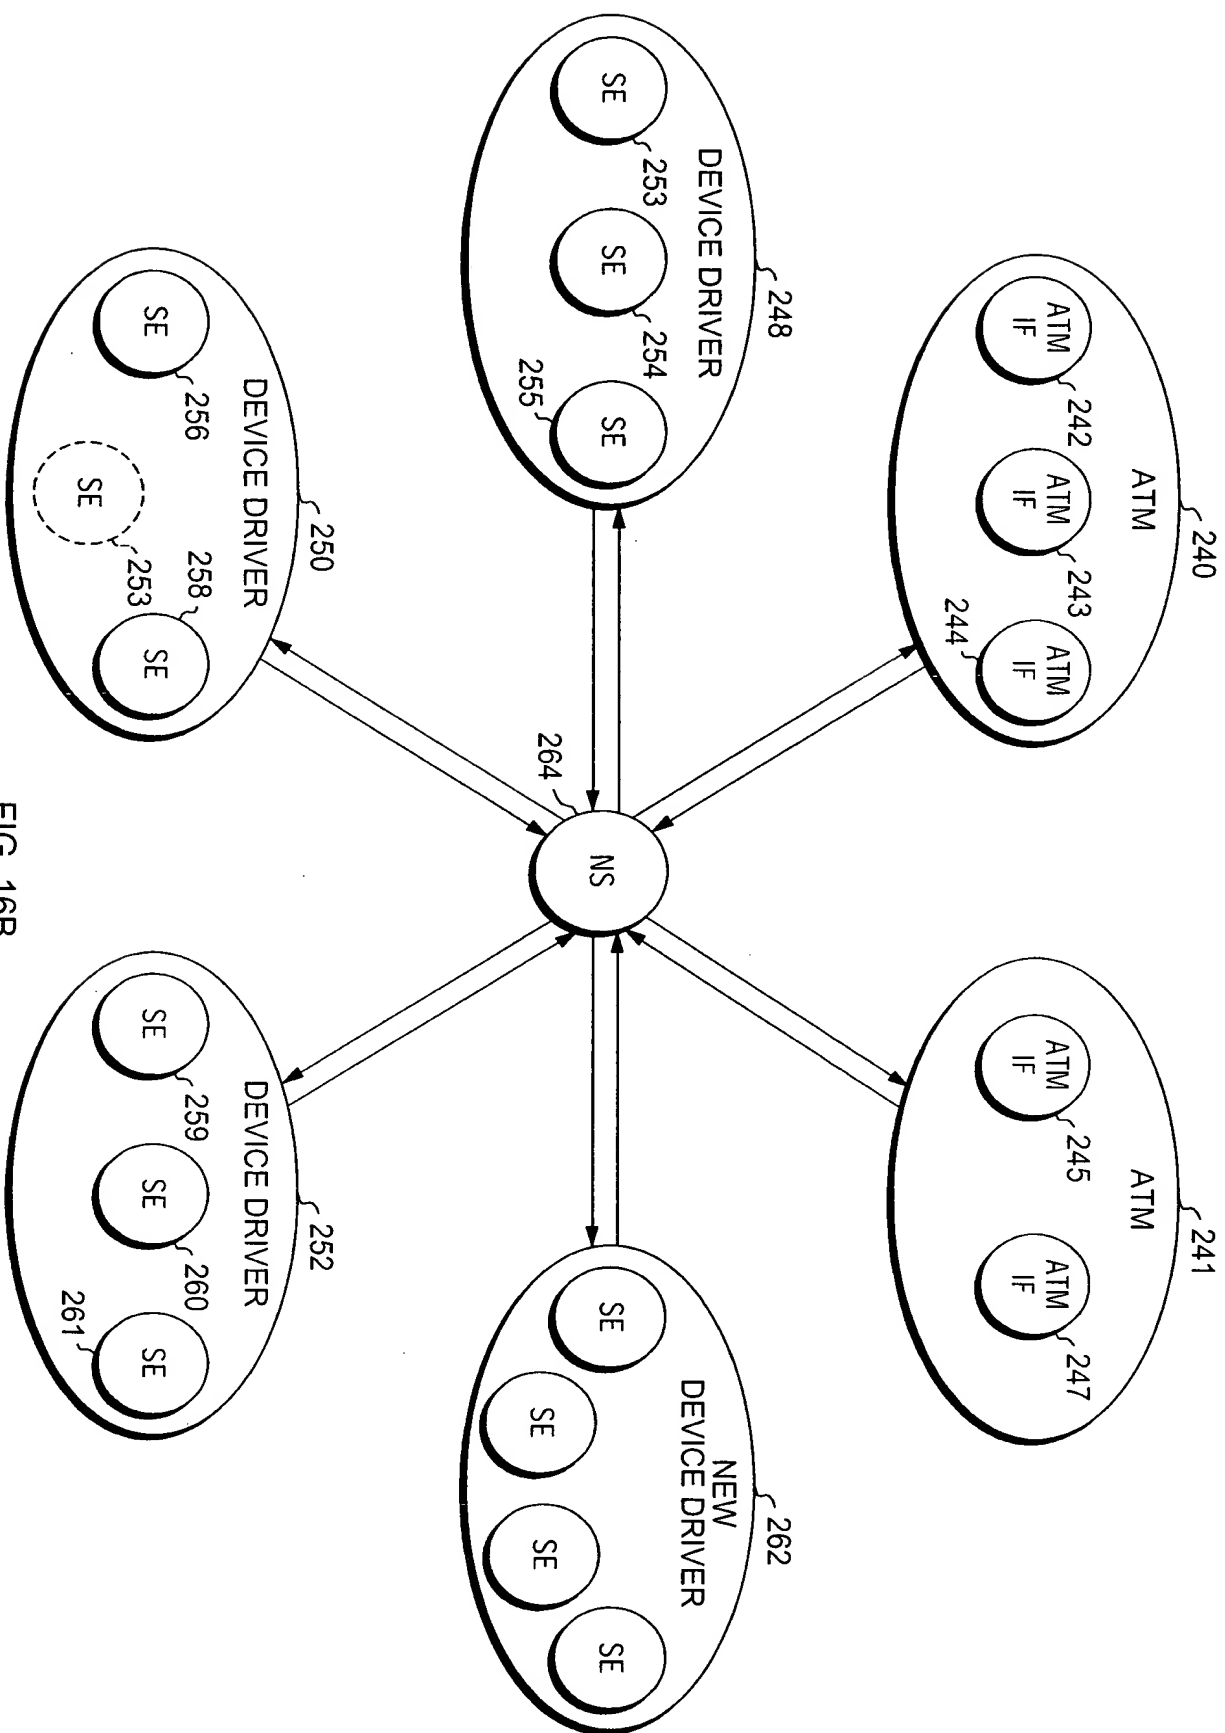 240
ATM
ATM
IF
242
ATM
IF
243
ATM
IF
244
241
ATM
ATM
IF
245
ATM
IF
247
248
DEVICE DRIVER
SE
253
SE
254
SE
255
NS
264
262
NEW
DEVICE DRIVER
SE
SE
SE
SE
250
DEVICE DRIVER
SE
256
SE
253
SE
258
252
DEVICE DRIVER
SE
259
SE
260
SE
261
FIG. 16B